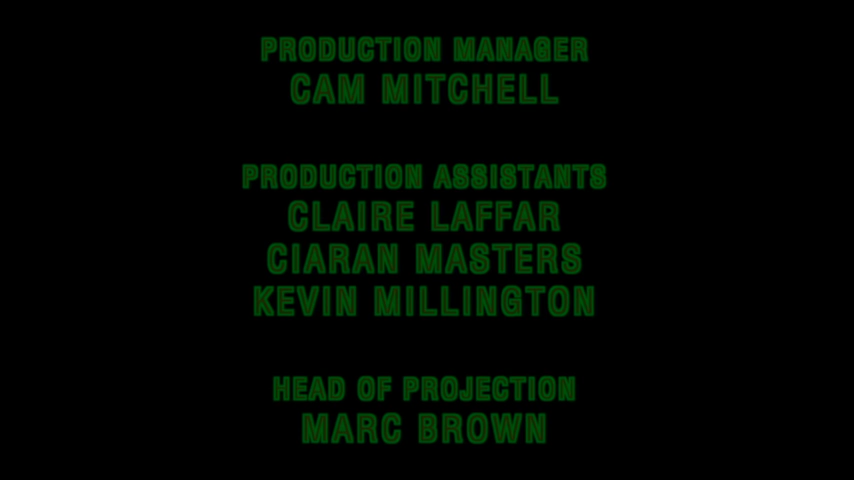 PRODUCTION MANAGER
CAM MITCHELL
PRODUCTION ASSISTANTS
CLAIRE LAFFAR
CIARAN MASTERS
KEVIN MILLINGTON
HEAD OF PROJECTION
MARC BROWN